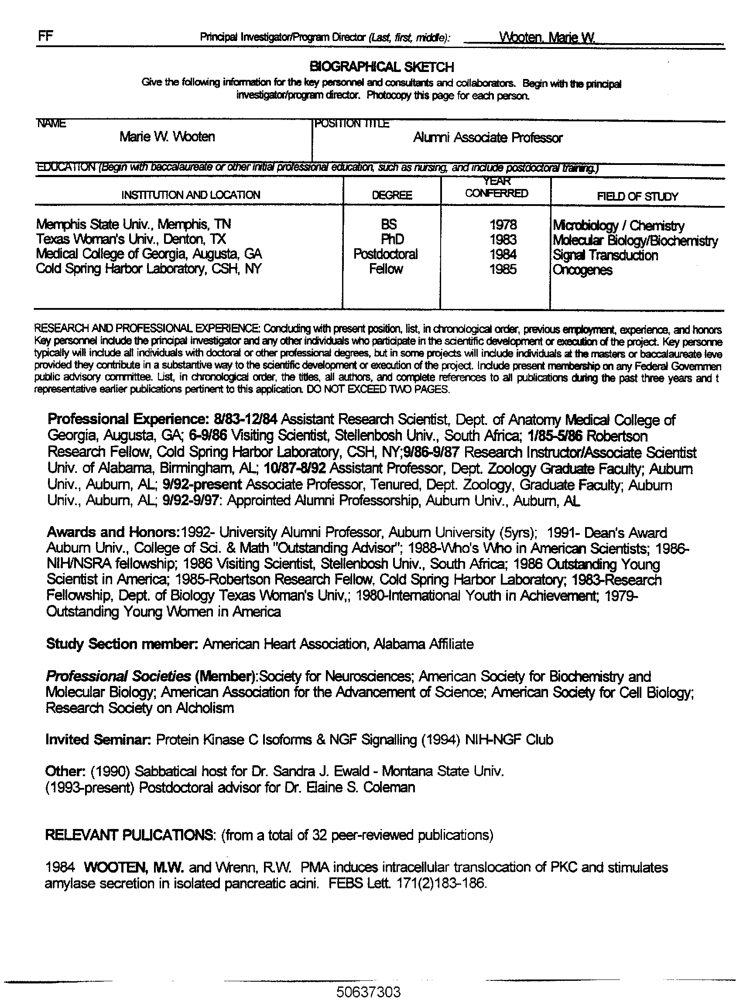 FF Principal Investigator/Program Director (Last, first, middle): Wooten, Marie W.
BIOGRAPHICAL SKETCH
Give the following information for the key personnel and consultants and collaborators. Begin with the principal
investigator/program director. Photocopy this page for each person.
NAME POSITION TITLE
Marie W. Wooten Alumni Associate Professor
EDUCATION (Begin with baccalaureate or other initial professional education, such as nursing, and include postdoctoral training.)
INSTITUTION AND LOCATION DEGREE YEAR CONFERRED FIELD OF STUDY
Memphis State Univ., Memphis, TN BS 1978 Microbiology / Chemistry
Texas Woman's Univ., Denton, TX PhD 1983 Molecular Biology/Biochemistry
Medical College of Georgia, Augusta, GA Postdoctoral 1984 Signal Transduction
Cold Spring Harbor Laboratory, CSH, NY Fellow 1985 Oncogenes
RESEARCH AND PROFESSIONAL EXPERIENCE: Concluding with present position, list, in chronological order, previous employment, experience, and honors
Key personnel include the principal investigator and any other individuals who participate in the scientific development or execution of the project. Key personne
typically will include all individuals with doctoral or other professional degrees, but in some projects will include individuals at the masters or baccalaureate leve
provided they contribute in a substantive way to the scientific development or execution of the project. Include present membership on any Federal Governmen
public advisory committee. List, in chronological order, the titles, all authors, and complete references to all publications during the past three years and t
representative earlier publications pertinent to this application. DO NOT EXCEED TWO PAGES.
Professional Experience: 8/83-12/84 Assistant Research Scientist, Dept. of Anatomy Medical College of
Georgia, Augusta, GA; 6-9/86 Visiting Scientist, Stellenbosh Univ., South Africa; 1/85-5/86 Robertson
Research Fellow, Cold Spring Harbor Laboratory, CSH, NY;9/86-9/87 Research Instructor/Associate Scientist
Univ. of Alabama, Birmingham, AL; 10/87-8/92 Assistant Professor, Dept. Zoology Graduate Faculty; Auburn
Univ., Auburn, AL; 9/92-present Associate Professor, Tenured, Dept. Zoology, Graduate Faculty; Auburn
Univ., Auburn, AL; 9/92-9/97: Approinted Alumni Professorship, Auburn Univ., Auburn, AL
Awards and Honors:1992- University Alumni Professor, Auburn University (5yrs); 1991- Dean's Award
Auburn Univ., College of Sci. & Math "Outstanding Advisor"; 1988-Who's Who in American Scientists; 1986-
NIH/NSRA fellowship; 1986 Visiting Scientist, Stellenbosh Univ., South Africa; 1986 Outstanding Young
Scientist in America; 1985-Robertson Research Fellow, Cold Spring Harbor Laboratory; 1983-Research
Fellowship, Dept. of Biology Texas Woman's Univ,; 1980-International Youth in Achievement; 1979-
Outstanding Young Women in America
Study Section member: American Heart Association, Alabama Affiliate
Professional Societies (Member):Society for Neurosciences; American Society for Biochemistry and
Molecular Biology; American Association for the Advancement of Science; American Society for Cell Biology;
Research Society on Alcholism
Invited Seminar: Protein Kinase C Isoforms & NGF Signalling (1994) NIH-NGF Club
Other: (1990) Sabbatical host for Dr. Sandra J. Ewald - Montana State Univ.
(1993-present) Postdoctoral advisor for Dr. Elaine S. Coleman
RELEVANT PULICATIONS: (from a total of 32 peer-reviewed publications)
1984 WOOTEN, M.W. and Wrenn, R.W. PMA induces intracellular translocation of PKC and stimulates
amylase secretion in isolated pancreatic acini. FEBS Lett. 171(2)183-186.
50637303